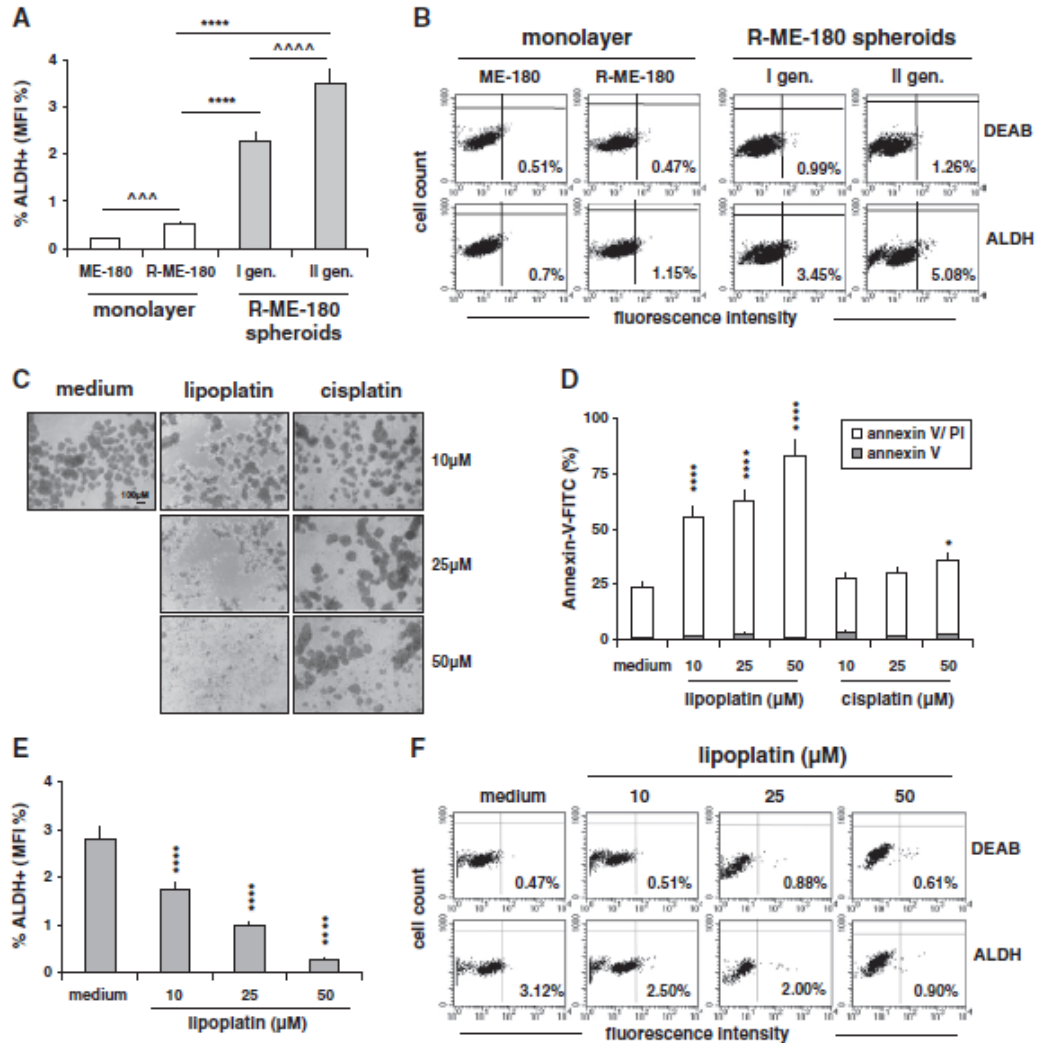 A
****
^^^^
****
^^^
% ALDH+ (MFI %)
4
3
2
1
0
ME-180 R-ME-180 I gen. II gen.
monolayer R-ME-180 spheroids
B
monolayer R-ME-180 spheroids
ME-180 R-ME-180 I gen. II gen.
0.51% 0.47% 0.99% 1.26% DEAB
cell count
0.7% 1.15% 3.45% 5.08% ALDH
fluorescence intensity
C
medium lipoplatin cisplatin
100µM
10µM
25µM
50µM
D
Annexin-V-FITC (%)
100
75
50
25
0
annexin V/ PI
annexin V
**** **** **** *
medium 10 25 50 10 25 50
lipoplatin (µM) cisplatin (µM)
E
% ALDH+ (MFI %)
4
3
2
1
0
**** **** ****
medium 10 25 50
lipoplatin (µM)
F
lipoplatin (µM)
medium 10 25 50
0.47% 0.51% 0.88% 0.61% DEAB
cell count
3.12% 2.50% 2.00% 0.90% ALDH
fluorescence intensity